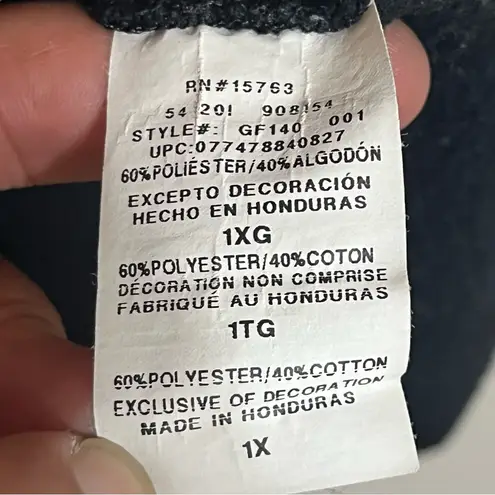 RN#15763
54 201 908154
STYLE#: GF140 001
UPC:077478840827
60%POLIÉSTER/40%ALGODÓN
EXCEPTO DECORACIÓN
HECHO EN HONDURAS
1XG
60%POLYESTER/40%COTON
DÉCORATION NON COMPRISE
FABRIQUÉ AU HONDURAS
1TG
60%POLYESTER/40%COTTON
EXCLUSIVE OF DECORATION
MADE IN HONDURAS
1X